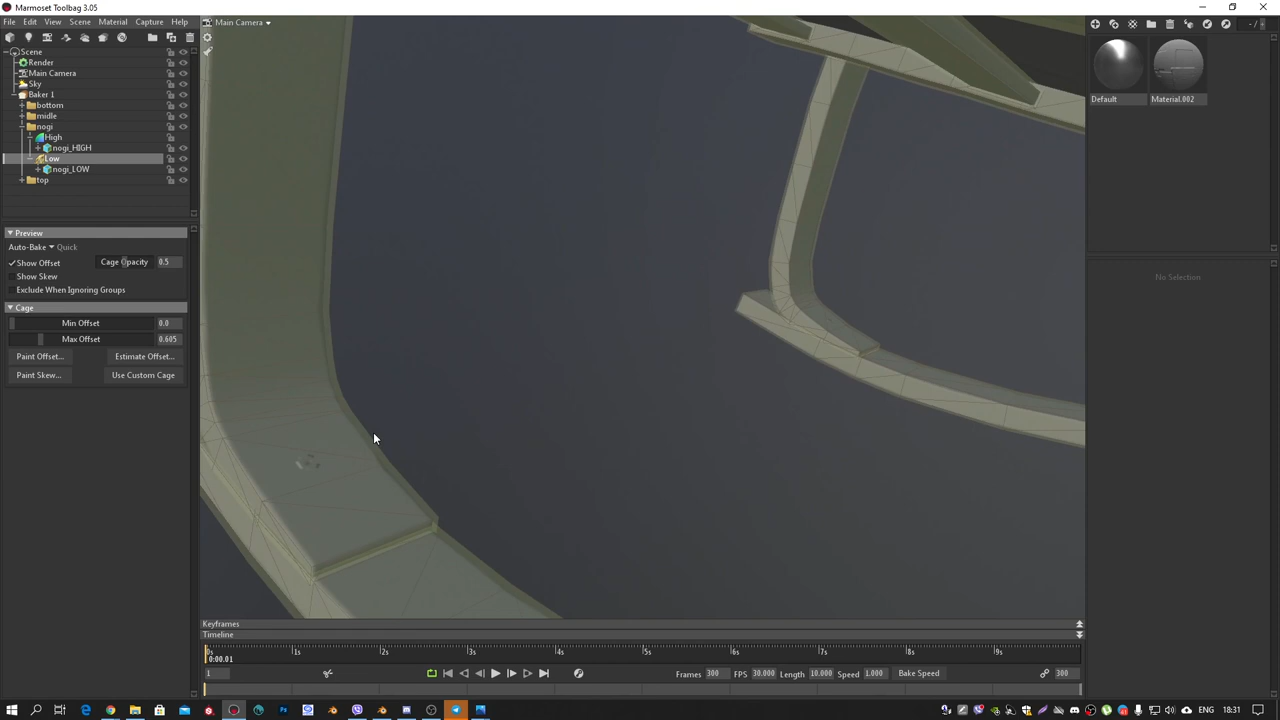 Marmoset Toolbag 3.05
File Edit View Scene Material Capture Help
Main Camera
Scene
Render
Main Camera
Sky
Baker 1
bottom
midle
nogi
High
nogi_HIGH
Low
nogi_LOW
top
Preview
Auto-Bake Quick
Show Offset Cage Opacity 0.5
Show Skew
Exclude When Ignoring Groups
Cage
Min Offset 0.0
Max Offset 0.605
Paint Offset... Estimate Offset...
Paint Skew... Use Custom Cage
Default Material.002
No Selection
Keyframes
Timeline
0s 1s 2s 3s 4s 5s 6s 7s 8s 9s
0:00.01
1 Frames 300 FPS 30.000 Length 10.000 Speed 1.000 Bake Speed 300
УКР 18:31